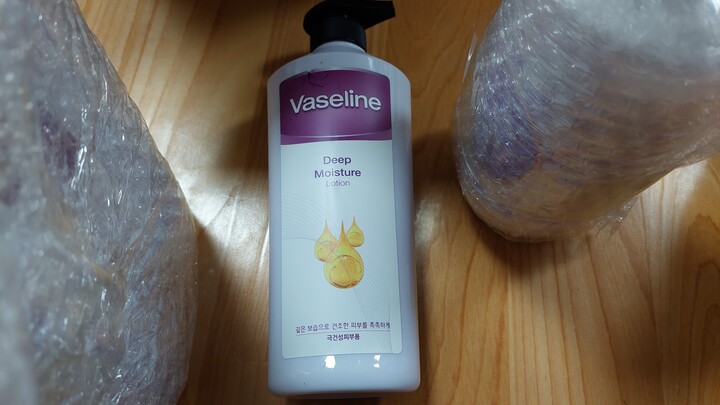 Vaseline
Deep
Moisture
Lotion
깊은 보습으로 건조한 피부를 촉촉하게
극건성피부용